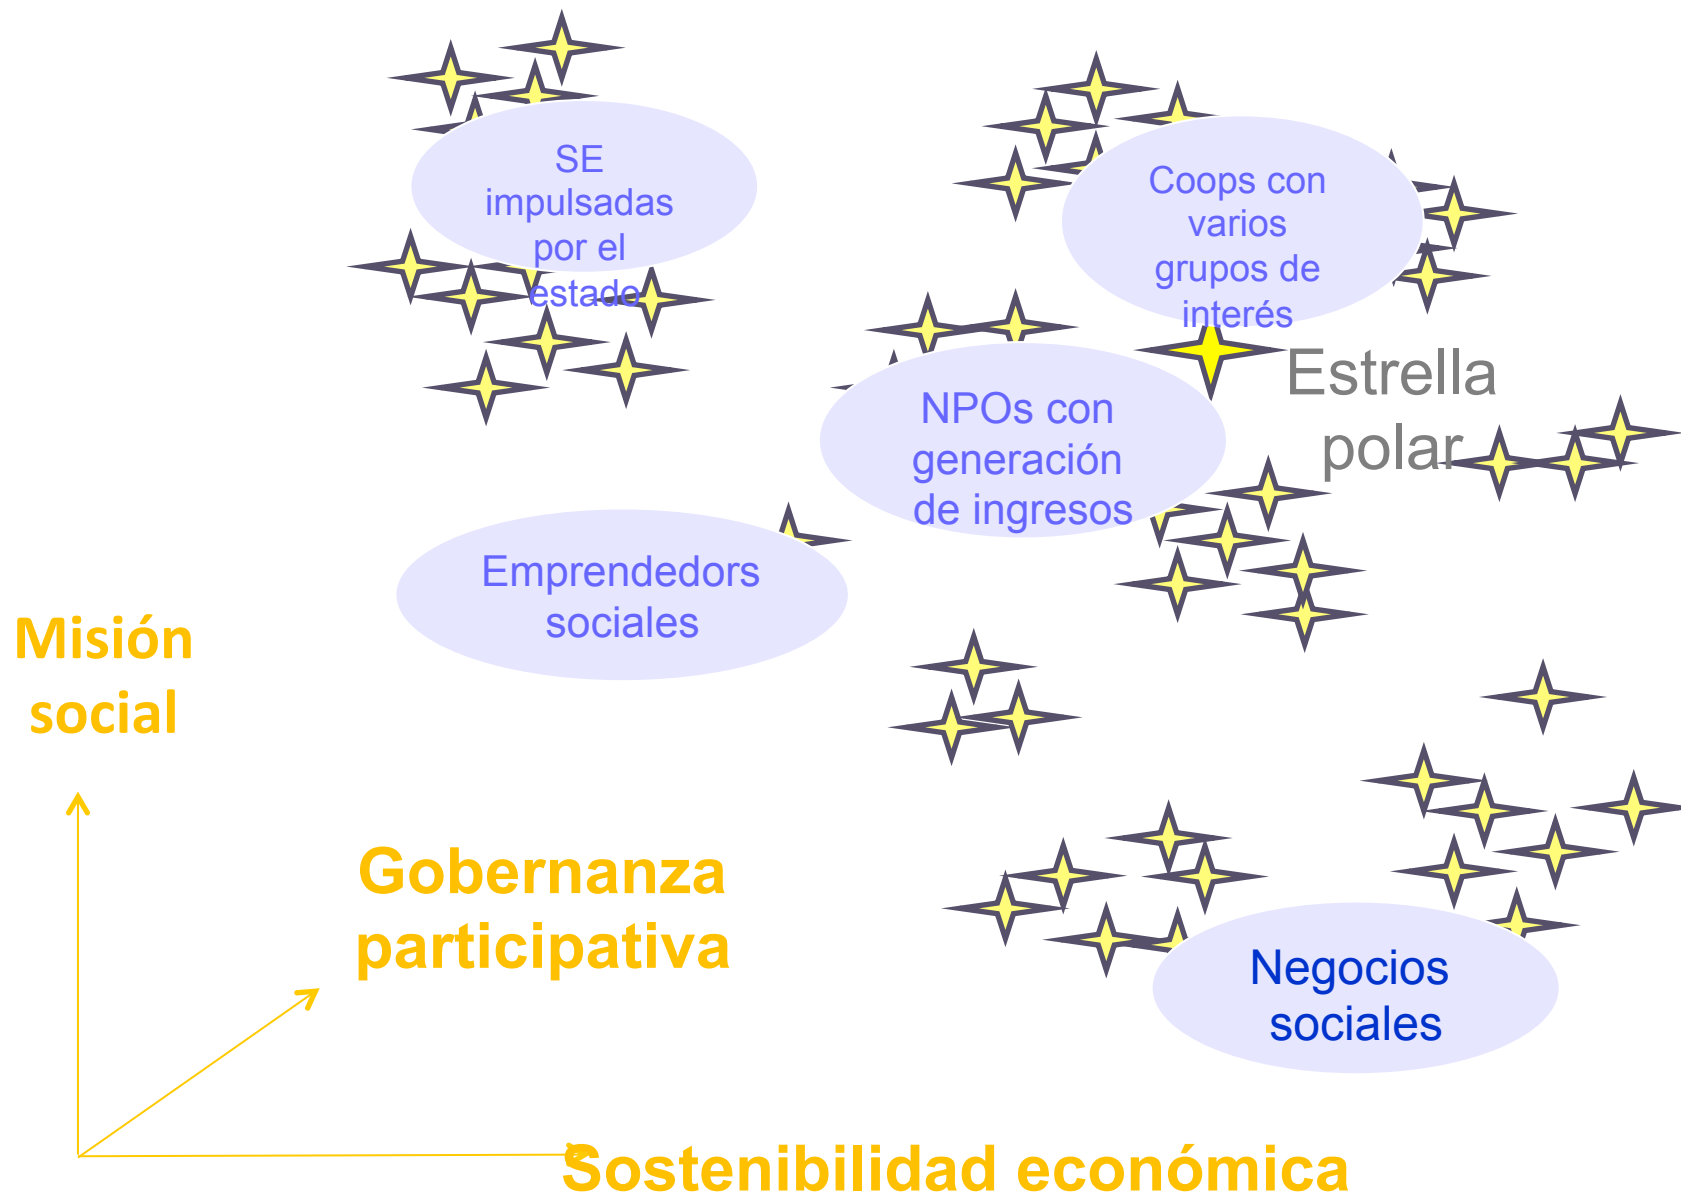 SE
impulsadas
por el
estado
Coops con
varios
grupos de
interés
Estrella
polar
NPOs con
generación
de ingresos
Emprendedors
sociales
Misión
social
Gobernanza
participativa
Negocios
sociales
Sostenibilidad económica